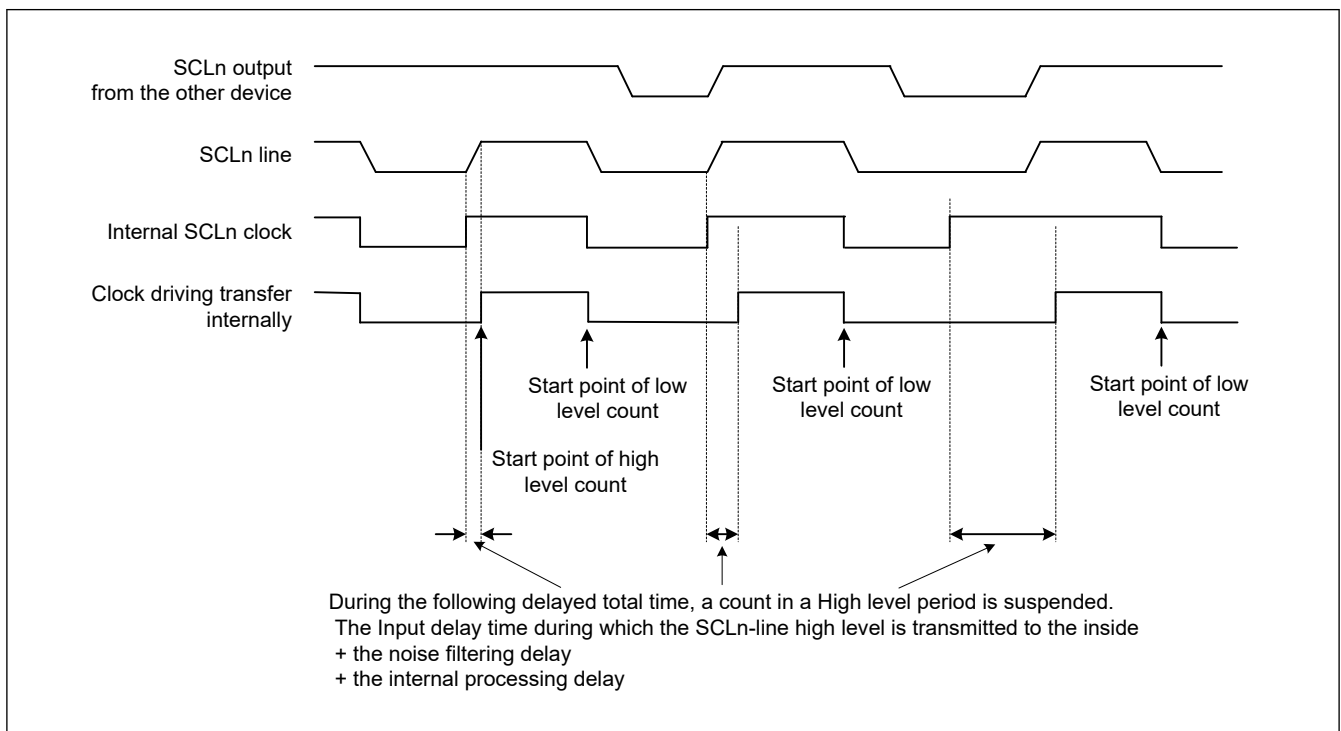 SCLn output
from the other device
SCLn line
Internal SCLn clock
Clock driving transfer
internally
Start point of low
level count
Start point of low
level count
Start point of low
level count
Start point of high
level count
During the following delayed total time, a count in a High level period is suspended.
The Input delay time during which the SCLn-line high level is transmitted to the inside
+ the noise filtering delay
+ the internal processing delay